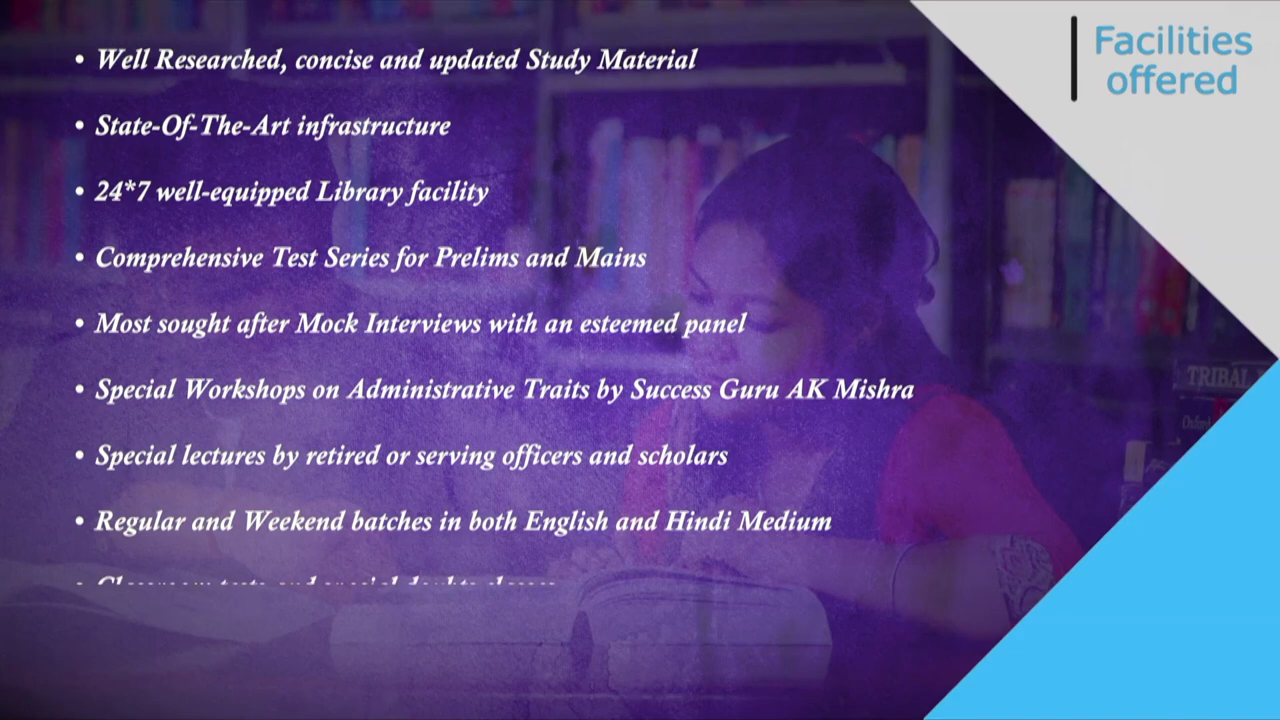 Facilities
offered
• Well Researched, concise and updated Study Material
• State-Of-The-Art infrastructure
• 24*7 well-equipped Library facility
• Comprehensive Test Series for Prelims and Mains
• Most sought after Mock Interviews with an esteemed panel
• Special Workshops on Administrative Traits by Success Guru AK Mishra
• Special lectures by retired or serving officers and scholars
• Regular and Weekend batches in both English and Hindi Medium
TRIBAL
Oxford